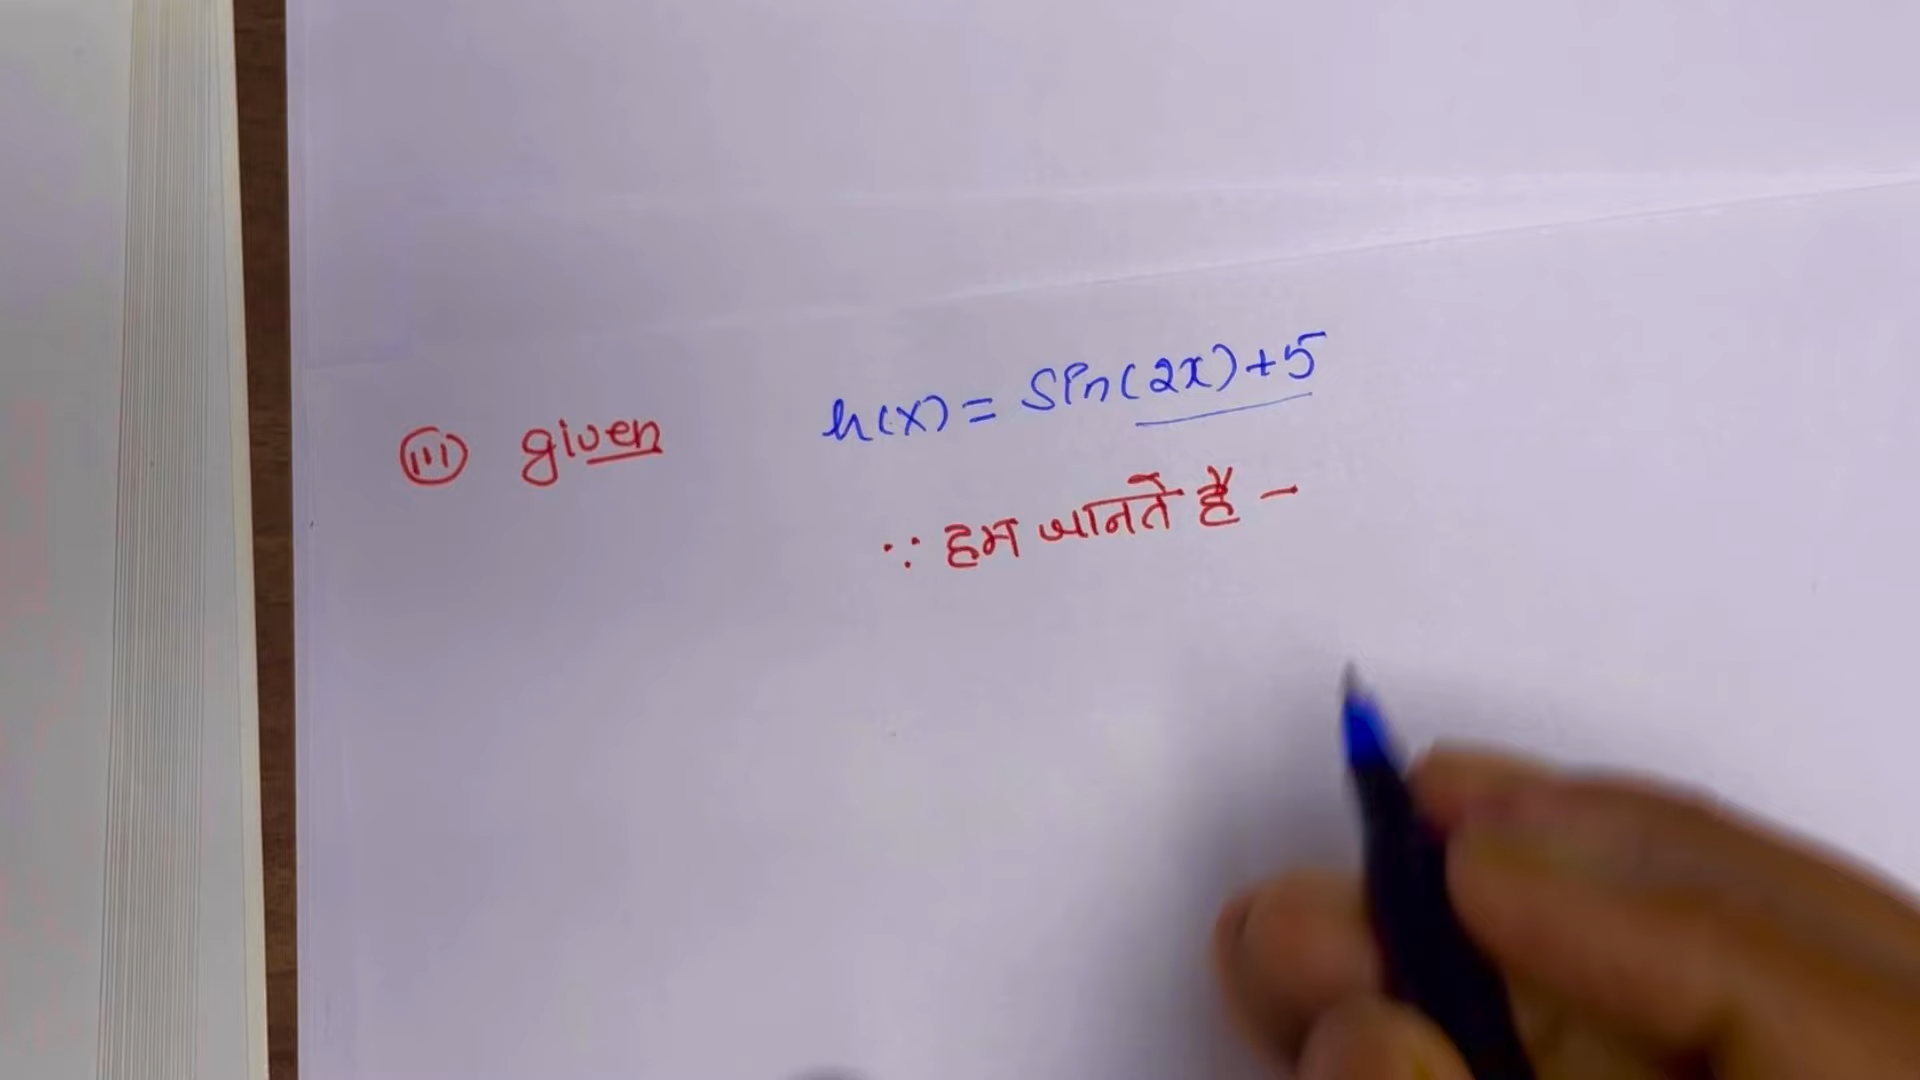 (iii) given h(x) = Sin(2x)+5
∵ हम जानते हैं -